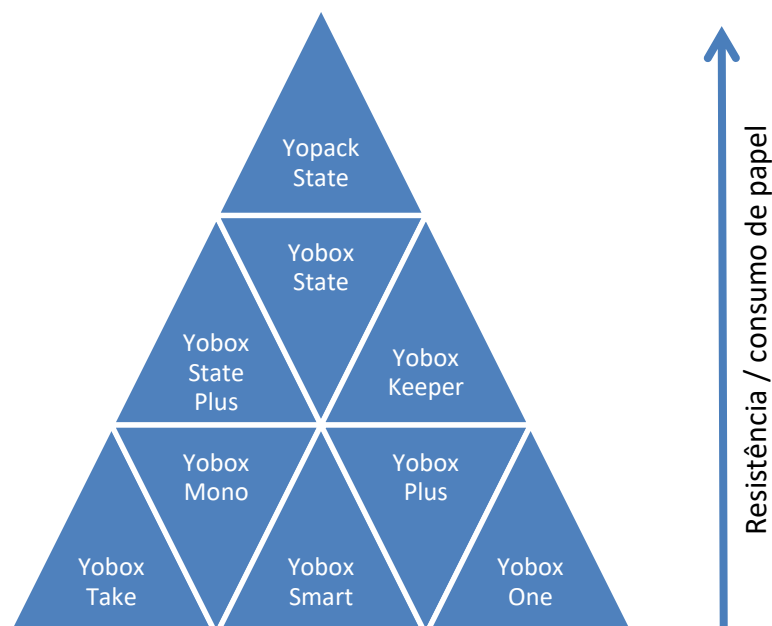 Yopack
State
Yobox
State
Yobox
State
Plus
Yobox
Keeper
Yobox
Mono
Yobox
Plus
Yobox
Take
Yobox
Smart
Yobox
One
Resistência / consumo de papel